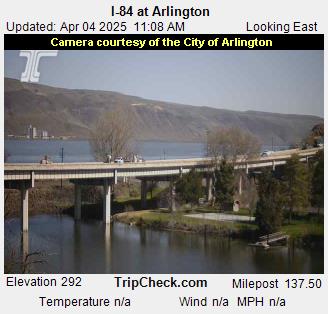 I-84 at Arlington
Updated: Apr 04 2025 11:08 AM Looking East
Camera courtesy of the City of Arlington
Elevation 292 TripCheck.com Milepost 137.50
Temperature n/a Wind n/a MPH n/a